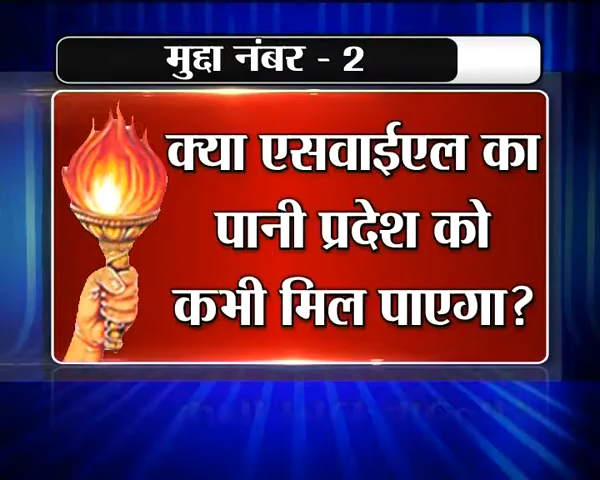 मुद्दा नंबर - 2
क्या एसवाईएल का
पानी प्रदेश को
कभी मिल पाएगा?